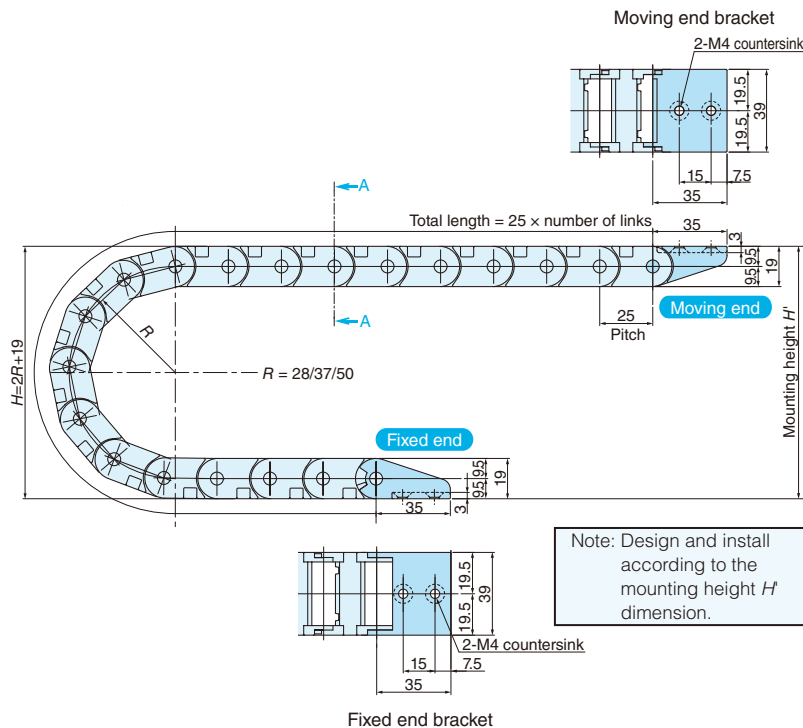 Moving end bracket
2-M4 countersink
19.5
39
19.5
15
7.5
35
A
Total length = 25 × number of links
35
3
9.5
19
9.5
A
Moving end
25
Pitch
R
R = 28/37/50
H=2R+19
Mounting height H'
Fixed end
9.5
19
9.5
3
35
Note: Design and install
according to the
mounting height H'
dimension.
19.5
39
19.5
2-M4 countersink
15
7.5
35
Fixed end bracket